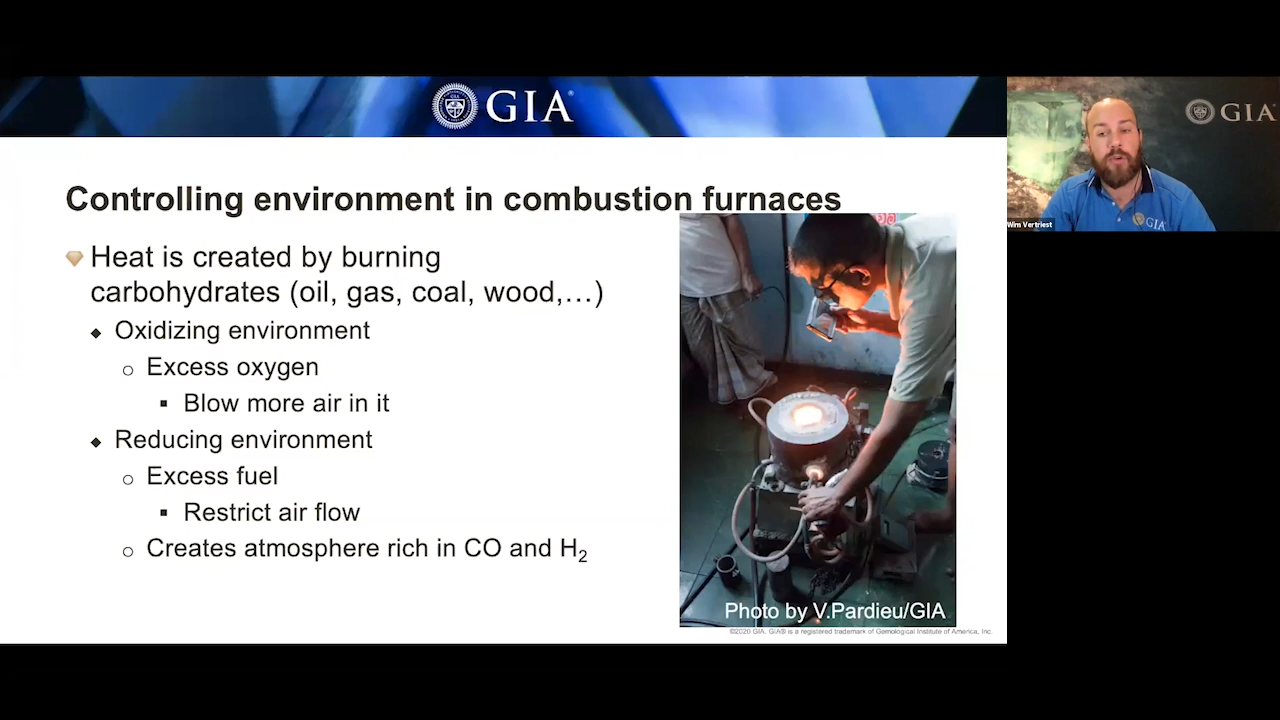 GIA®
Controlling environment in combustion furnaces
Heat is created by burning
carbohydrates (oil, gas, coal, wood,…)
Oxidizing environment
Excess oxygen
Blow more air in it
Reducing environment
Excess fuel
Restrict air flow
Creates atmosphere rich in CO and H₂
Photo by V.Pardieu/GIA
©2020 GIA. GIA® is a registered trademark of Gemological Institute of America, Inc.
GIA
GIA
Wim Vertriest